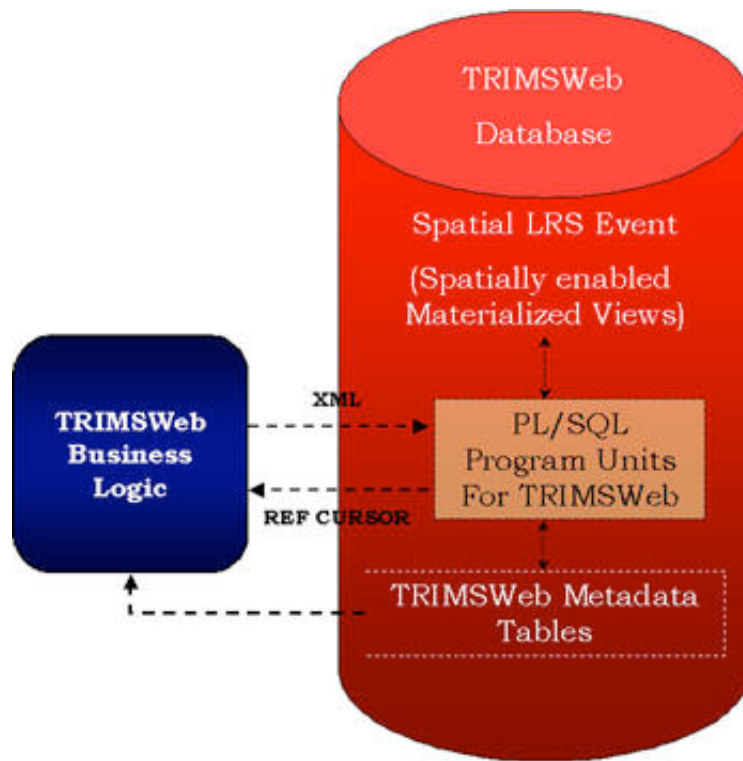 TRIMSWeb
Database
Spatial LRS Event
(Spatially enabled
Materialized Views)
TRIMSWeb
Business
Logic
XML
REF CURSOR
PL/SQL
Program Units
For TRIMSWeb
TRIMSWeb Metadata
Tables